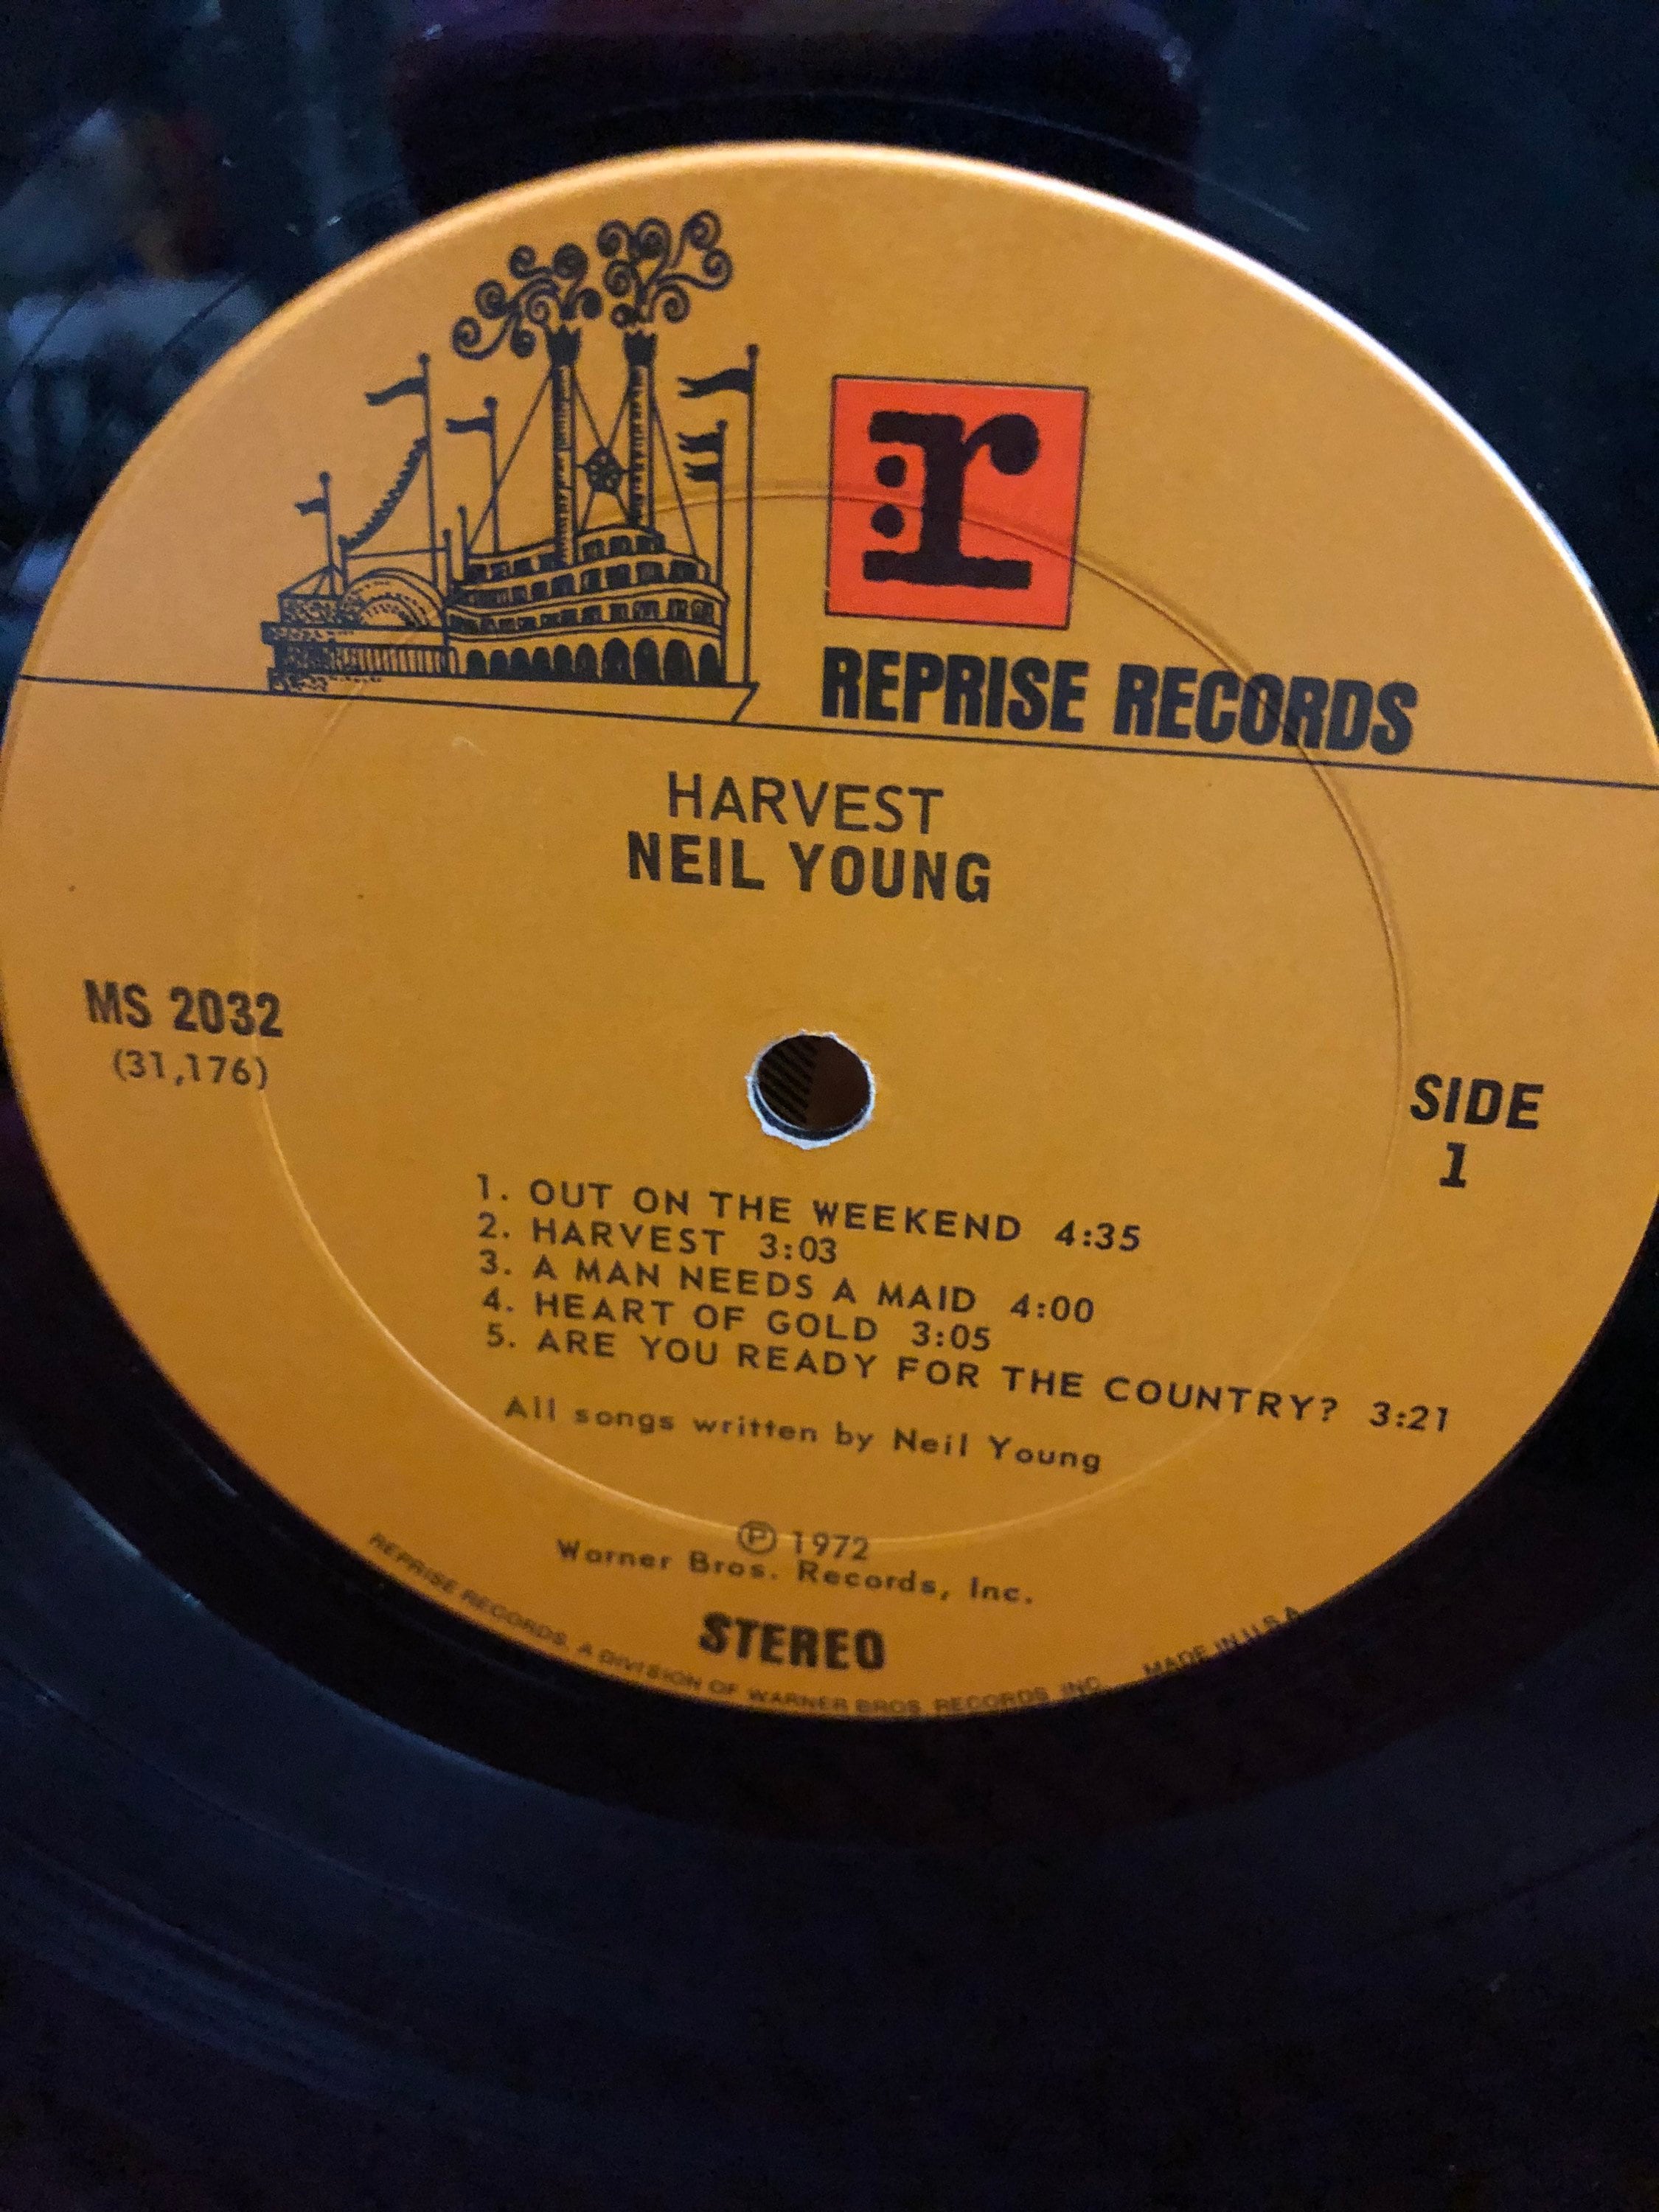 r
REPRISE RECORDS
HARVEST
NEIL YOUNG
MS 2032
(31,176)
SIDE
1
1. OUT ON THE WEEKEND 4:35
2. HARVEST 3:03
3. A MAN NEEDS A MAID 4:00
4. HEART OF GOLD 3:05
5. ARE YOU READY FOR THE COUNTRY? 3:21
All songs written by Neil Young
Ⓟ 1972
Warner Bros. Records, Inc.
STEREO
REPRISE RECORDS, A DIVISION OF WARNER BROS. RECORDS, INC. MADE IN U.S.A.